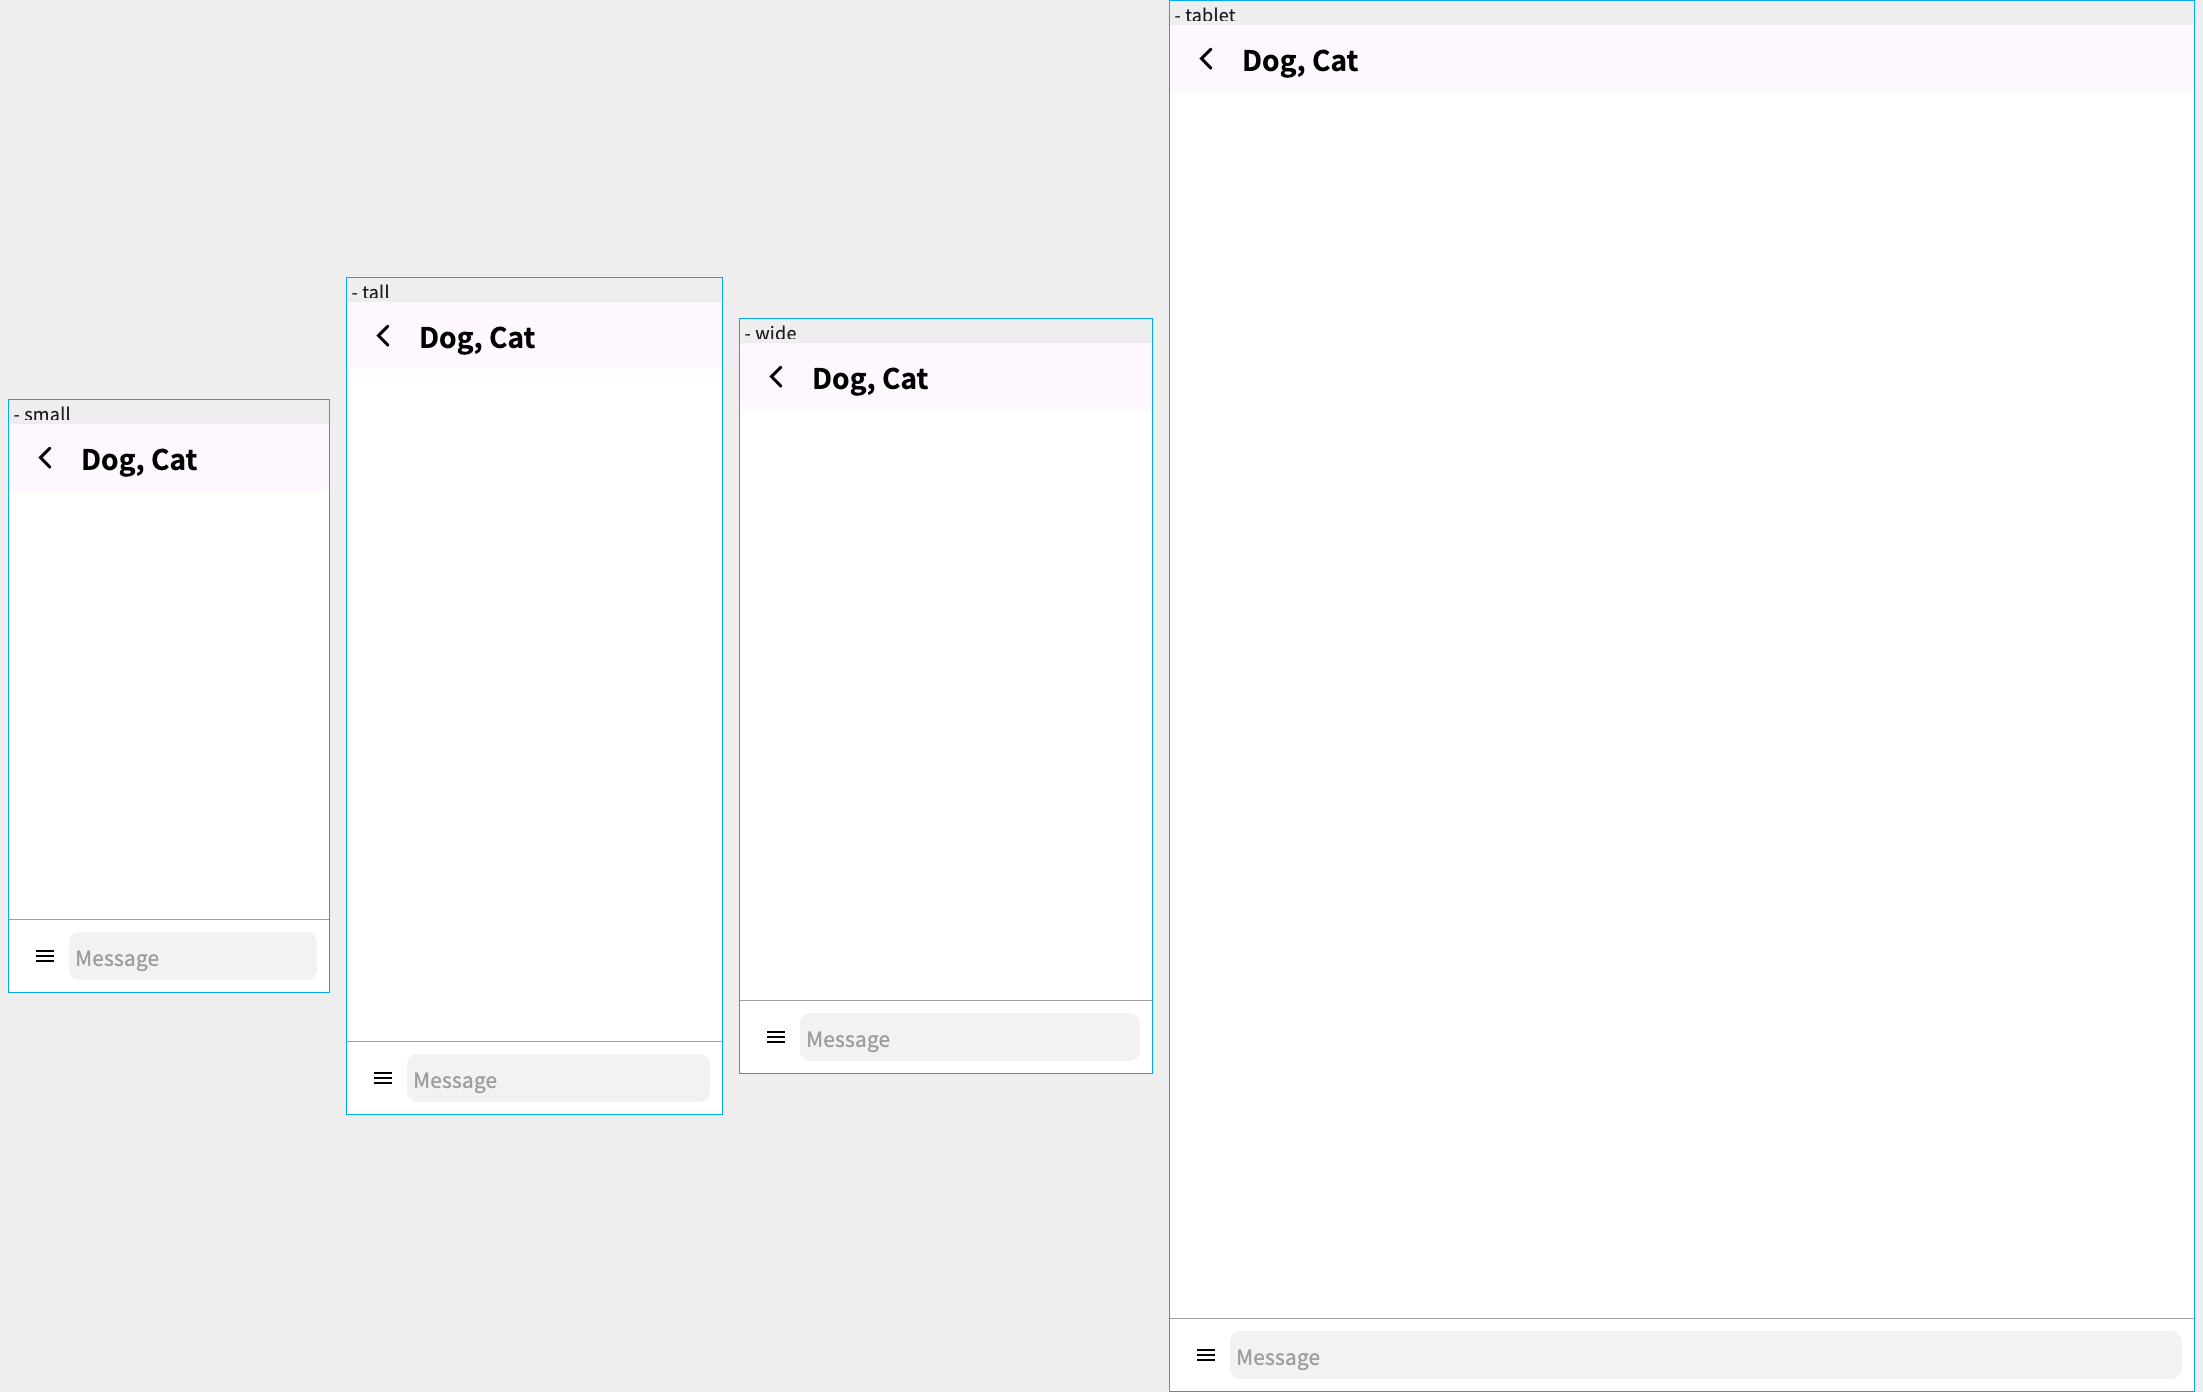 - small
Dog, Cat
Message
- tall
Dog, Cat
Message
- wide
Dog, Cat
Message
- tablet
Dog, Cat
Message